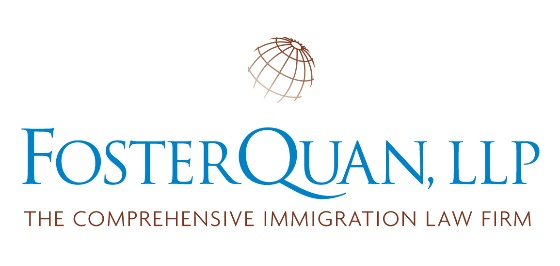 FOSTERQUAN, LLP
THE COMPREHENSIVE IMMIGRATION LAW FIRM